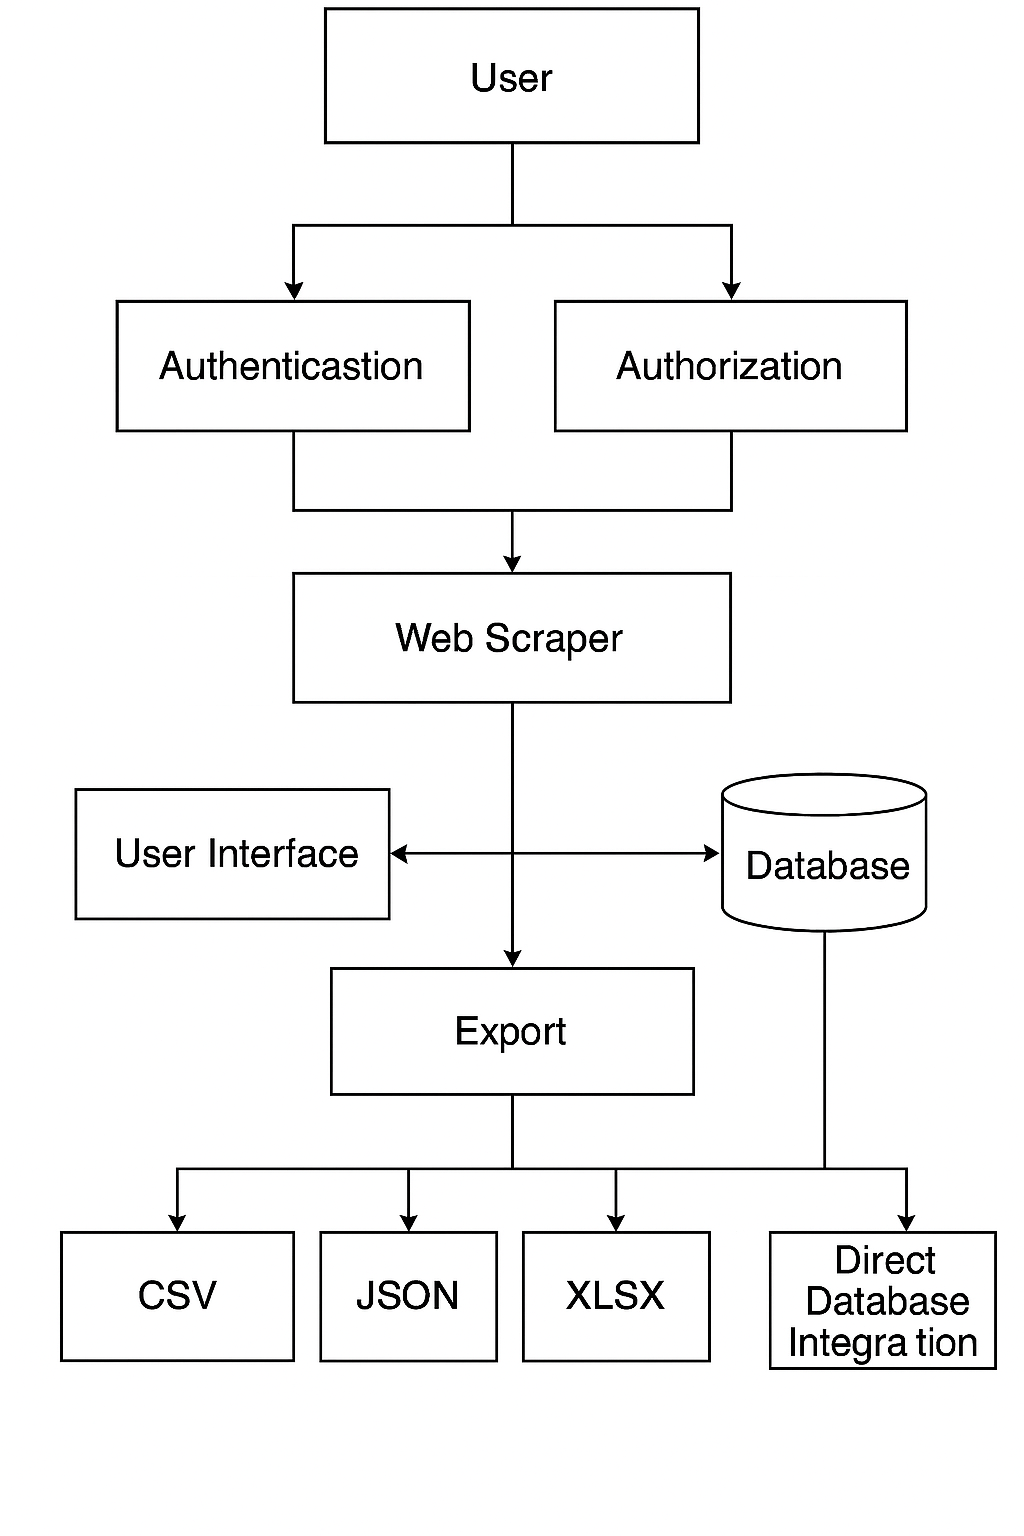 User
Authenticastion
Authorization
Web Scraper
User Interface
Database
Export
CSV
JSON
XLSX
Direct
Database
Integra tion